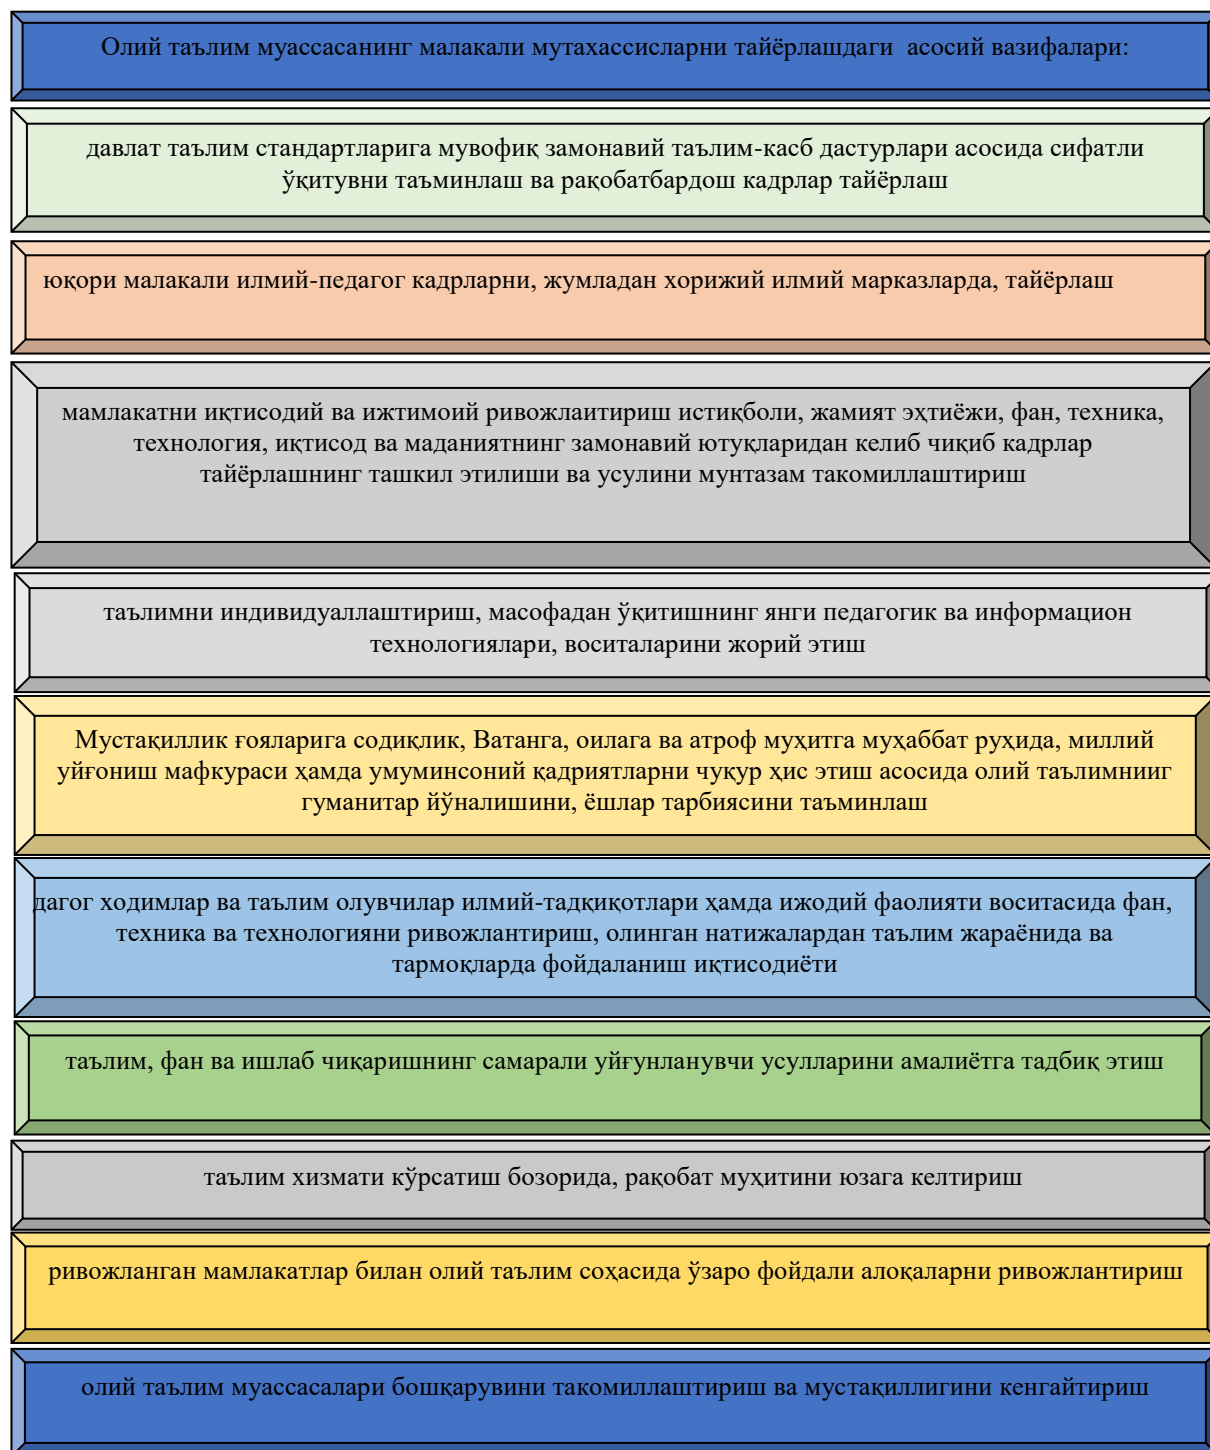 Олий таълим муассасанинг малакали мутахассисларни тайёрлашдаги асосий вазифалари:
давлат таълим стандартларига мувофиқ замонавий таълим-касб дастурлари асосида сифатли
ўқитувни таъминлаш ва рақобатбардош кадрлар тайёрлаш
юқори малакали илмий-педагог кадрларни, жумладан хорижий илмий марказларда, тайёрлаш
мамлакатни иқтисодий ва ижтимоий ривожлаитириш истиқболи, жамият эҳтиёжи, фан, техника,
технология, иқтисод ва маданиятнинг замонавий ютуқларидан келиб чиқиб кадрлар
тайёрлашнинг ташкил этилиши ва усулини мунтазам такомиллаштириш
таълимни индивидуаллаштириш, масофадан ўқитишнинг янги педагогик ва информацион
технологиялари, воситаларини жорий этиш
Мустақиллик ғояларига содиқлик, Ватанга, оилага ва атроф муҳитга муҳаббат руҳида, миллий
уйғониш мафкураси ҳамда умуминсоний қадриятларни чуқур ҳис этиш асосида олий таълимнииг
гуманитар йўналишини, ёшлар тарбиясини таъминлаш
дагог ходимлар ва таълим олувчилар илмий-тадқиқотлари ҳамда ижодий фаолияти воситасида фан,
техника ва технологияни ривожлантириш, олинган натижалардан таълим жараёнида ва
тармоқларда фойдаланиш иқтисодиёти
таълим, фан ва ишлаб чиқаришнинг самарали уйғунланувчи усулларини амалиётга тадбиқ этиш
таълим хизмати кўрсатиш бозорида, рақобат муҳитини юзага келтириш
ривожланган мамлакатлар билан олий таълим соҳасида ўзаро фойдали алоқаларни ривожлантириш
олий таълим муассасалари бошқарувини такомиллаштириш ва мустақиллигини кенгайтириш